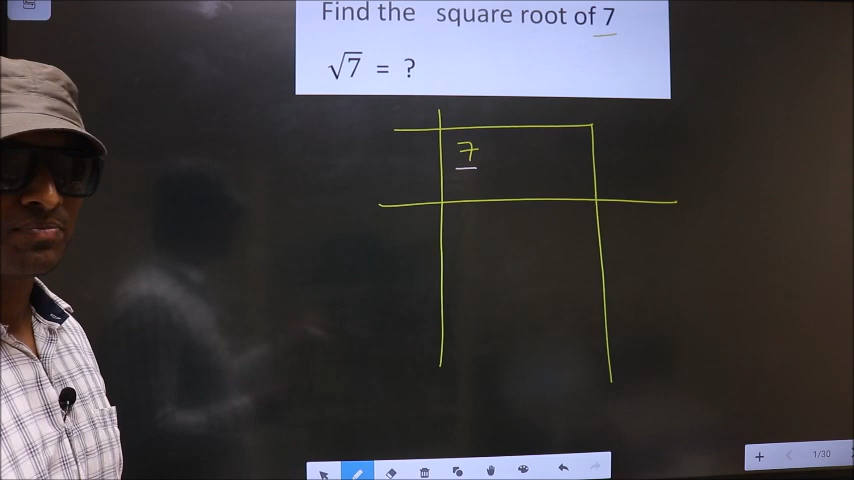 Find the square root of 7
√7 = ?
7
1/30